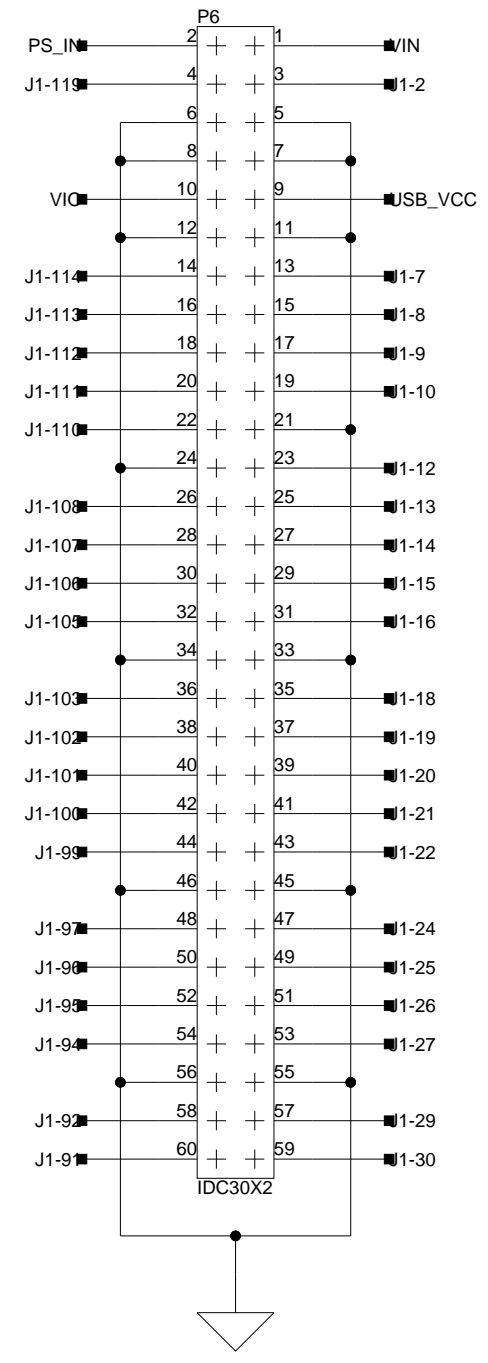 P6
PS_IN 2 1 VIN
J1-119 4 3 J1-2
6 5
8 7
VIO 10 9 USB_VCC
12 11
J1-114 14 13 J1-7
J1-113 16 15 J1-8
J1-112 18 17 J1-9
J1-111 20 19 J1-10
J1-110 22 21
24 23 J1-12
J1-108 26 25 J1-13
J1-107 28 27 J1-14
J1-106 30 29 J1-15
J1-105 32 31 J1-16
34 33
J1-103 36 35 J1-18
J1-102 38 37 J1-19
J1-101 40 39 J1-20
J1-100 42 41 J1-21
J1-99 44 43 J1-22
46 45
J1-97 48 47 J1-24
J1-96 50 49 J1-25
J1-95 52 51 J1-26
J1-94 54 53 J1-27
56 55
J1-92 58 57 J1-29
J1-91 60 59 J1-30
IDC30X2